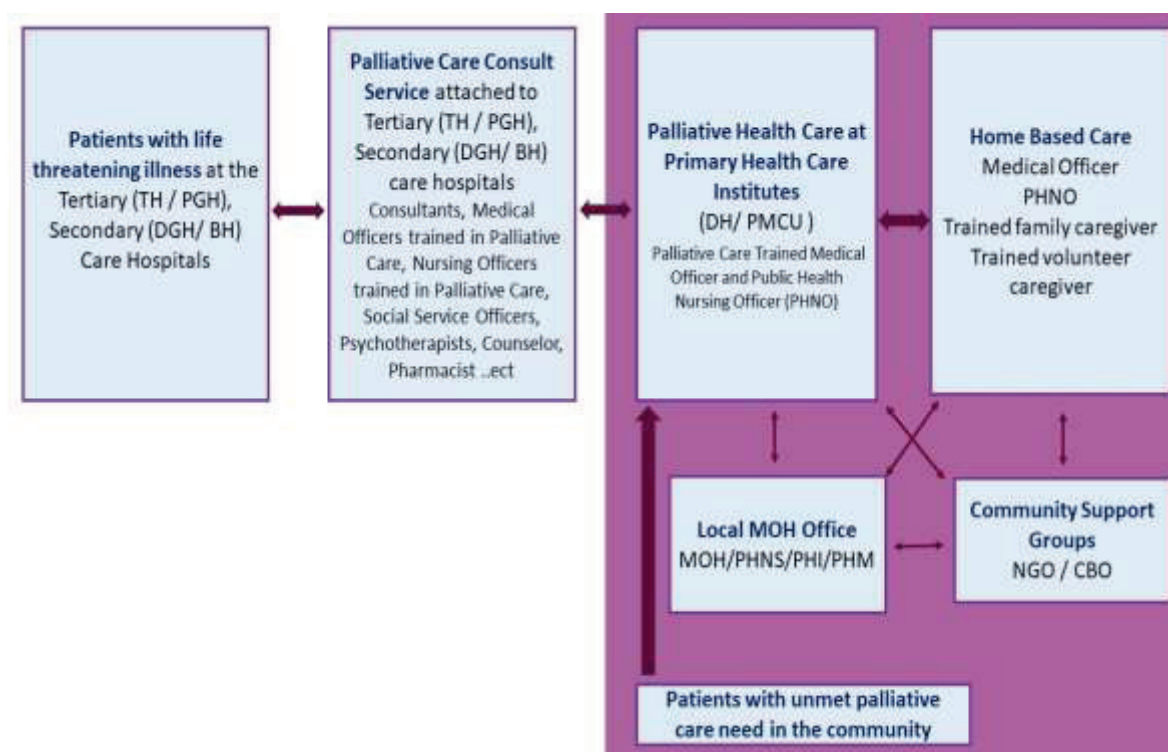 Patients with life
threatening illness at the
Tertiary (TH / PGH),
Secondary (DGH/ BH)
Care Hospitals
Palliative Care Consult
Service attached to
Tertiary (TH / PGH),
Secondary (DGH/ BH)
care hospitals
Consultants, Medical
Officers trained in Palliative
Care, Nursing Officers
trained in Palliative Care,
Social Service Officers,
Psychotherapists, Counselor,
Pharmacist ..ect
Palliative Health Care at
Primary Health Care
Institutes
(DH/ PMCU )
Palliative Care Trained Medical
Officer and Public Health
Nursing Officer (PHNO)
Home Based Care
Medical Officer
PHNO
Trained family caregiver
Trained volunteer
caregiver
Local MOH Office
MOH/PHNS/PHI/PHM
Community Support
Groups
NGO / CBO
Patients with unmet palliative
care need in the community